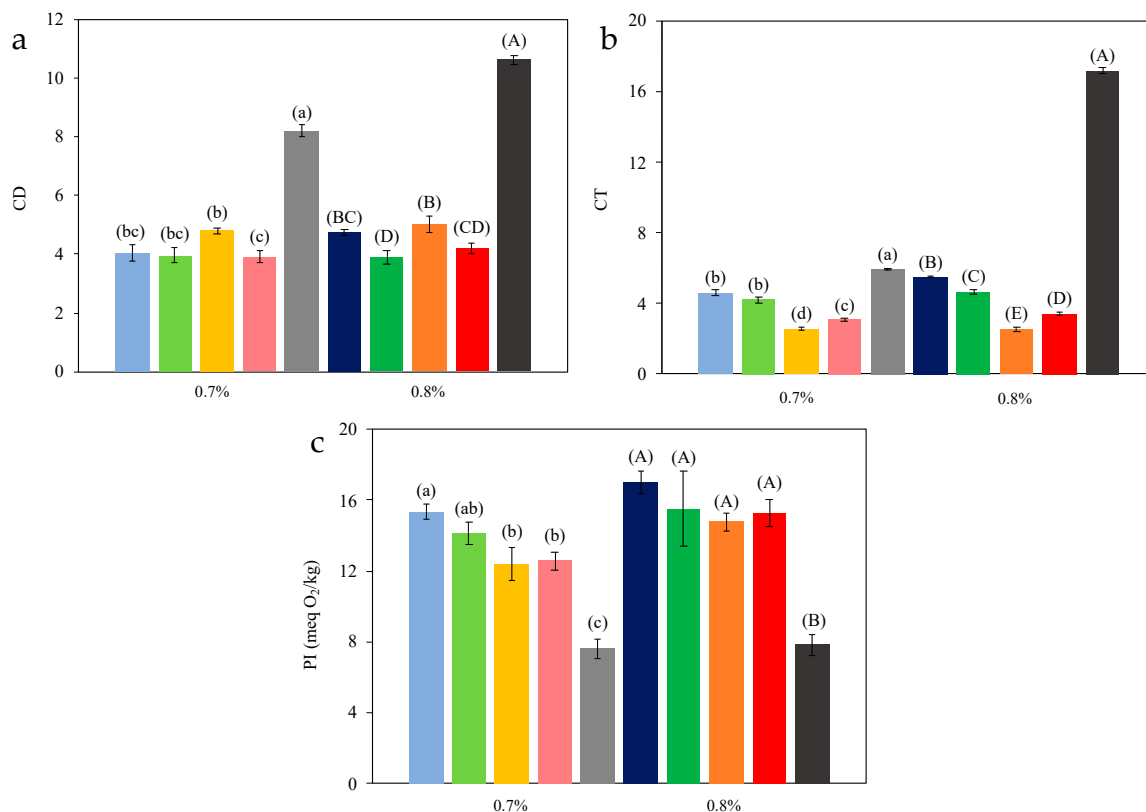 a
12
10
8
6
4
2
0
CD
(bc)
(bc)
(b)
(c)
(a)
(BC)
(D)
(B)
(CD)
(A)
0.7%
0.8%
b
20
16
12
8
4
0
CT
(b)
(b)
(d)
(c)
(a)
(B)
(C)
(E)
(D)
(A)
0.7%
0.8%
c
20
16
12
8
4
0
PI (meq O₂/kg)
(a)
(ab)
(b)
(b)
(c)
(A)
(A)
(A)
(A)
(B)
0.7%
0.8%